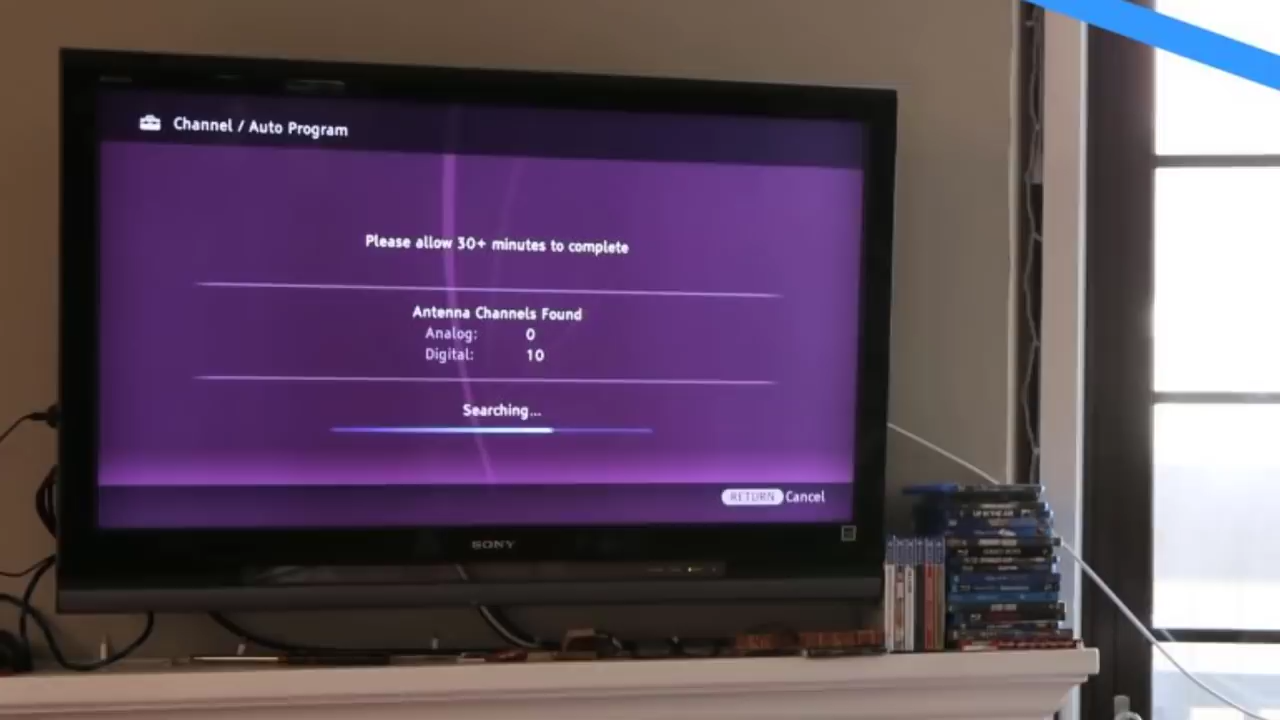 Channel / Auto Program
Please allow 30+ minutes to complete
Antenna Channels Found
Analog: 0
Digital: 10
Searching...
RETURN Cancel
SONY